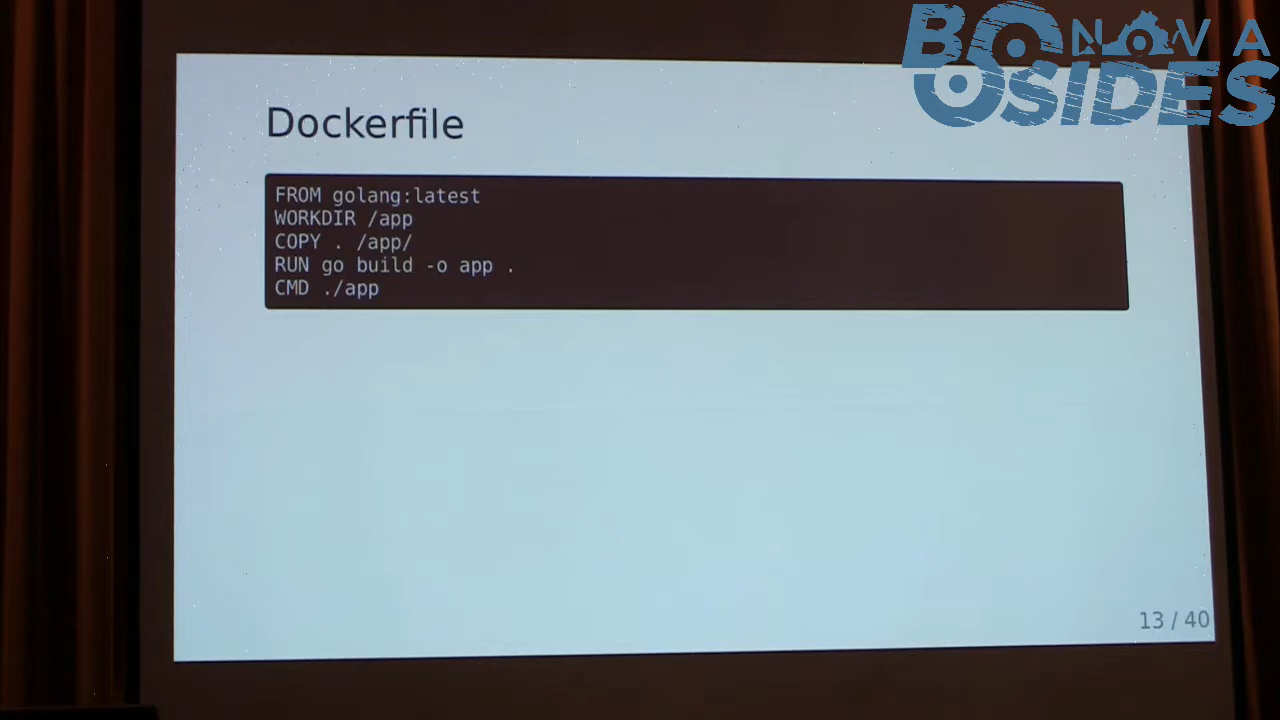 BSIDES
NOVA
Dockerfile
FROM golang:latest
WORKDIR /app
COPY . /app/
RUN go build -o app .
CMD ./app
13 / 40